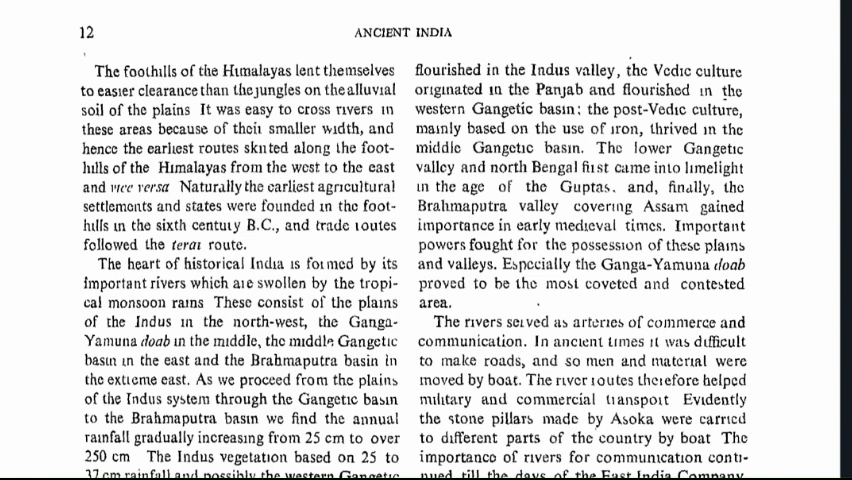 12
ANCIENT INDIA
The foothills of the Himalayas lent themselves
to easier clearance than the jungles on the alluvial
soil of the plains It was easy to cross rivers in
these areas because of their smaller width, and
hence the earliest routes skirted along the foot-
hills of the Himalayas from the west to the east
and vice versa Naturally the earliest agricultural
settlements and states were founded in the foot-
hills in the sixth century B.C., and trade routes
followed the terai route.
The heart of historical India is formed by its
important rivers which are swollen by the tropi-
cal monsoon rains These consist of the plains
of the Indus in the north-west, the Ganga-
Yamuna doab in the middle, the middle Gangetic
basin in the east and the Brahmaputra basin in
the extreme east. As we proceed from the plains
of the Indus system through the Gangetic basin
to the Brahmaputra basin we find the annual
rainfall gradually increasing from 25 cm to over
250 cm The Indus vegetation based on 25 to
37 cm rainfall and possibly the western Gangetic
flourished in the Indus valley, the Vedic culture
originated in the Panjab and flourished in the
western Gangetic basin; the post-Vedic culture,
mainly based on the use of iron, thrived in the
middle Gangetic basin. The lower Gangetic
valley and north Bengal first came into limelight
in the age of the Guptas, and, finally, the
Brahmaputra valley covering Assam gained
importance in early medieval times. Important
powers fought for the possession of these plains
and valleys. Especially the Ganga-Yamuna doab
proved to be the most coveted and contested
area.
The rivers served as arteries of commerce and
communication. In ancient times it was difficult
to make roads, and so men and material were
moved by boat. The river routes therefore helped
military and commercial transport Evidently
the stone pillars made by Asoka were carried
to different parts of the country by boat The
importance of rivers for communication conti-
nued till the days of the East India Company.